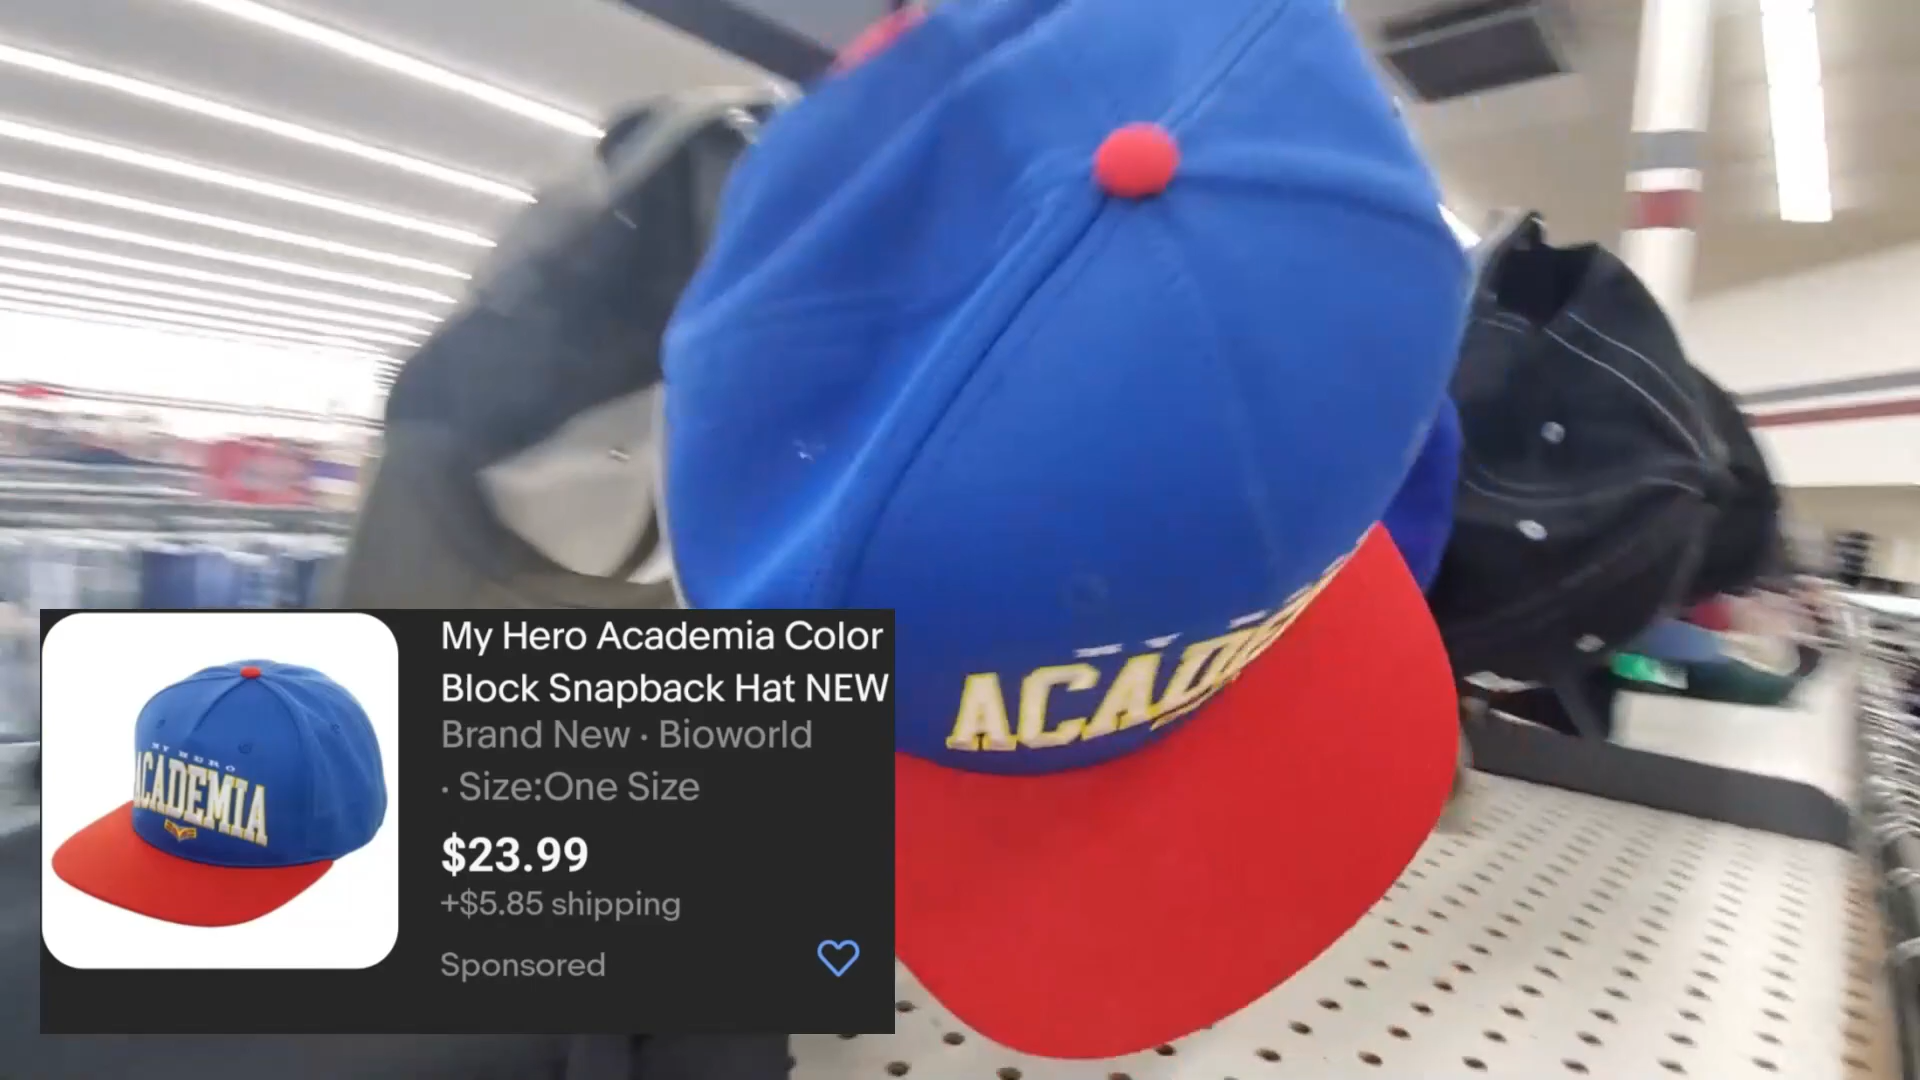 ACAD
My Hero Academia Color
Block Snapback Hat NEW
Brand New · Bioworld
· Size:One Size
$23.99
+$5.85 shipping
Sponsored
MY HERO
ACADEMIA